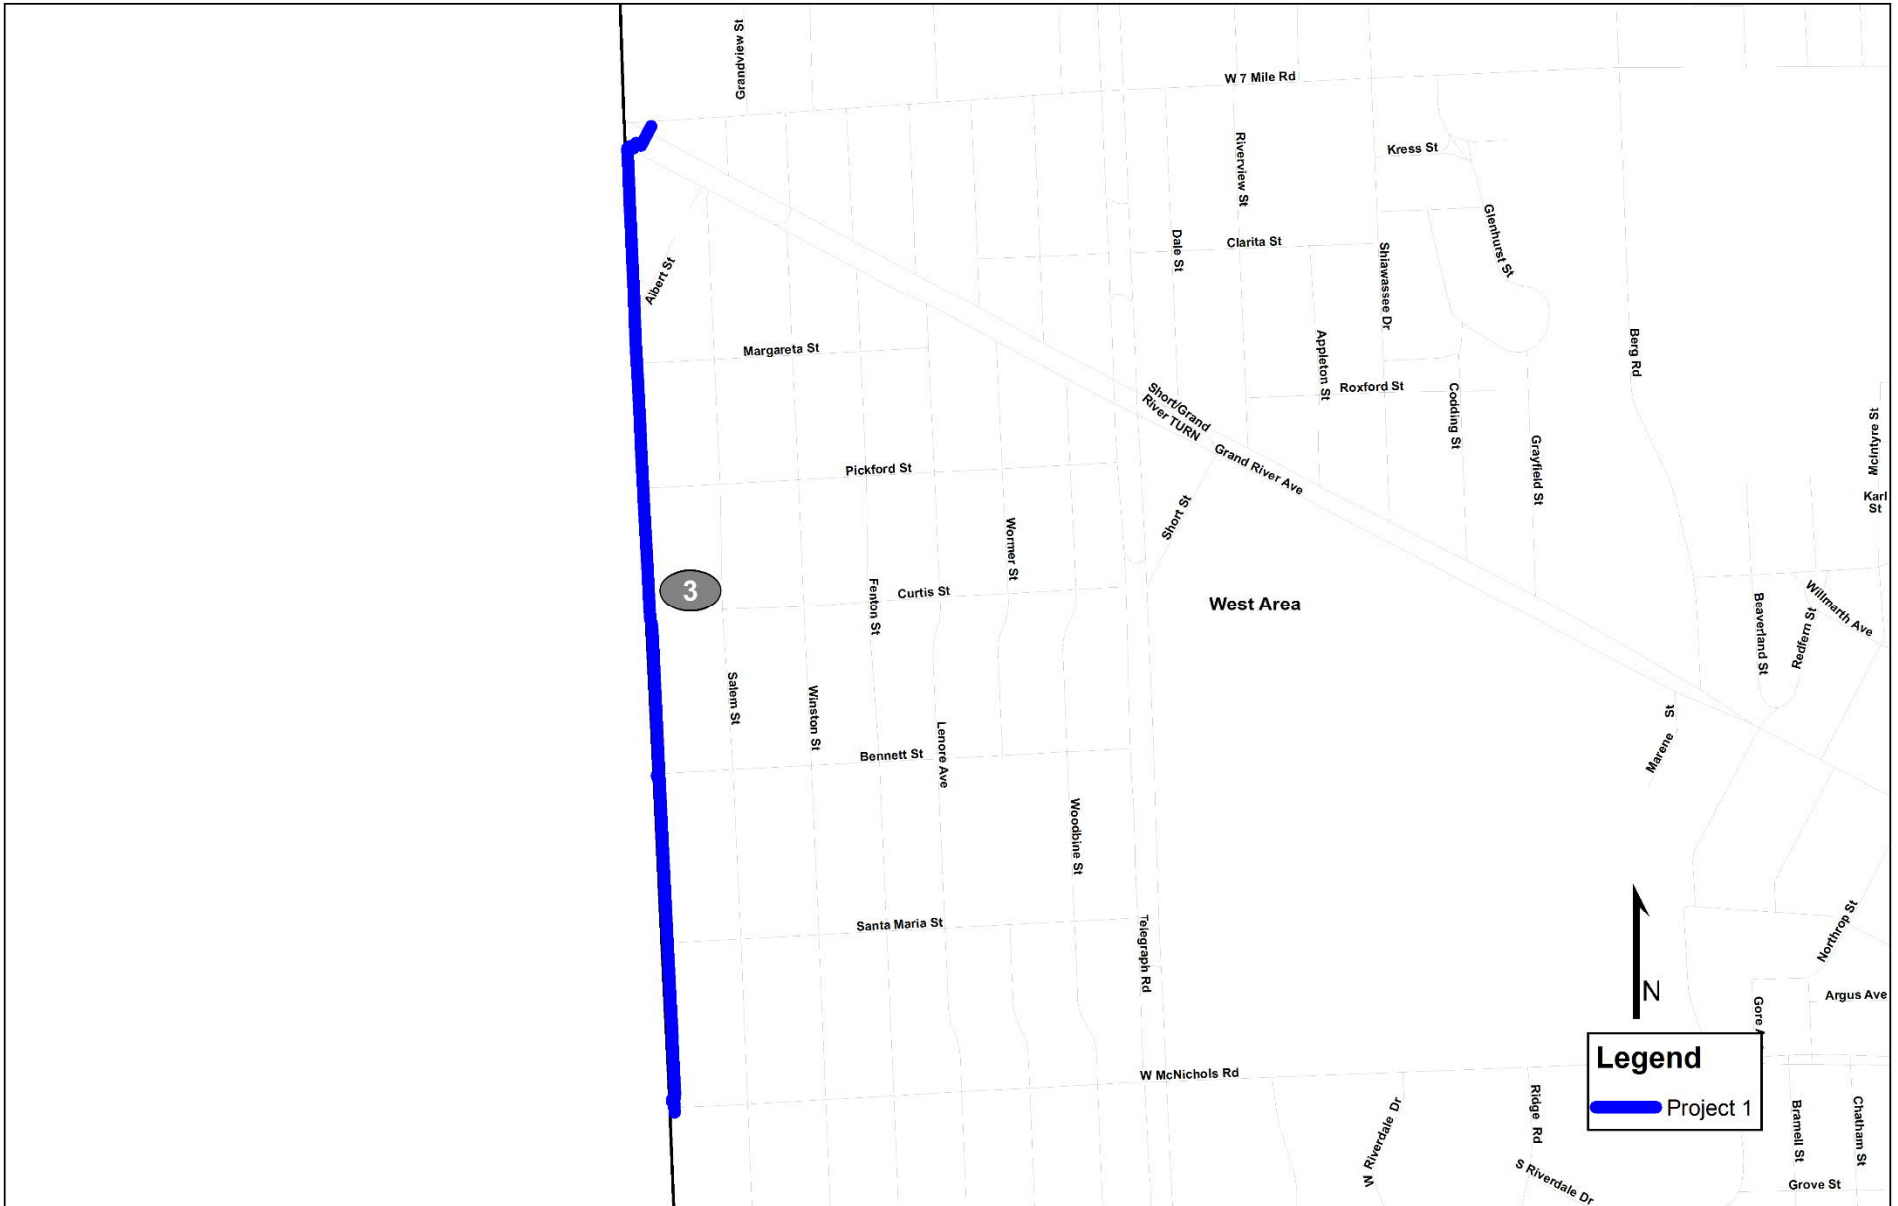 Grandview St
W 7 Mile Rd
Riverview St
Kress St
Glenhurst St
Dale St
Clarita St
Shiawassee Dr
Albert St
Margareta St
Appleton St
Berg Rd
Roxford St
Codding St
Short/Grand
River TURN
Grand River Ave
McIntyre St
Grayfield St
Karl
St
Pickford St
Short St
Wormer St
3
Fenton St
Curtis St
West Area
Beaverland St
Redfern St
Willmarth Ave
Salem St
Winston St
Lenore Ave
Bennett St
Marene St
Woodbine St
Santa Maria St
Telegraph Rd
Northrop St
N
Argus Ave
Gore
Legend
Project 1
W McNichols Rd
W Riverdale Dr
Ridge Rd
S Riverdale Dr
Bramell St
Chatham St
Grove St